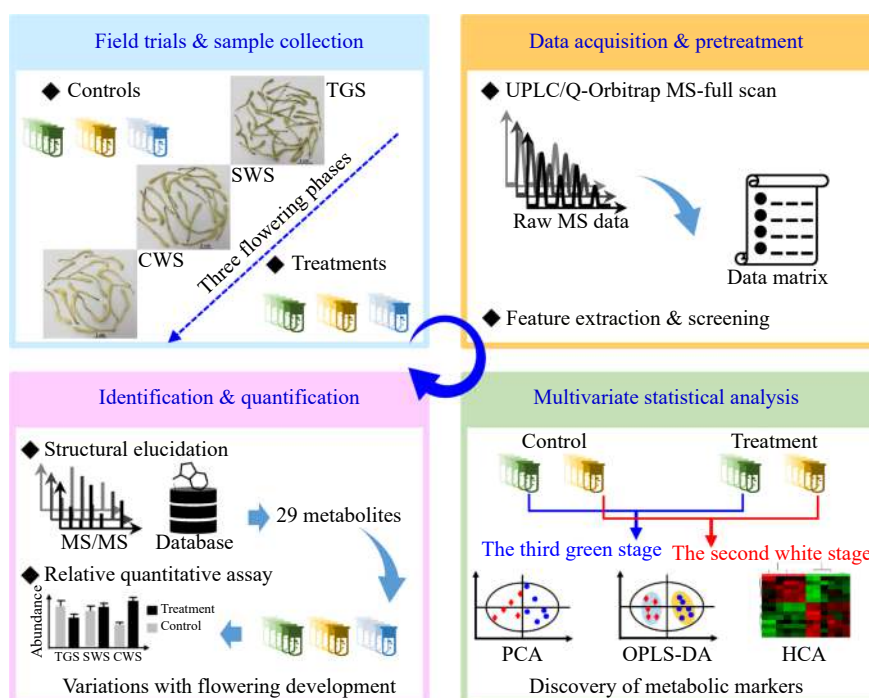 Field trials & sample collection
◆ Controls
TGS
SWS
CWS
Three flowering phases
◆ Treatments
Data acquisition & pretreatment
◆ UPLC/Q-Orbitrap MS-full scan
Raw MS data
Data matrix
◆ Feature extraction & screening
Identification & quantification
◆ Structural elucidation
MS/MS
Database
29 metabolites
◆ Relative quantitative assay
Abundance
Treatment
Control
TGS SWS CWS
Variations with flowering development
Multivariate statistical analysis
Control
Treatment
The third green stage
The second white stage
PCA
OPLS-DA
HCA
Discovery of metabolic markers